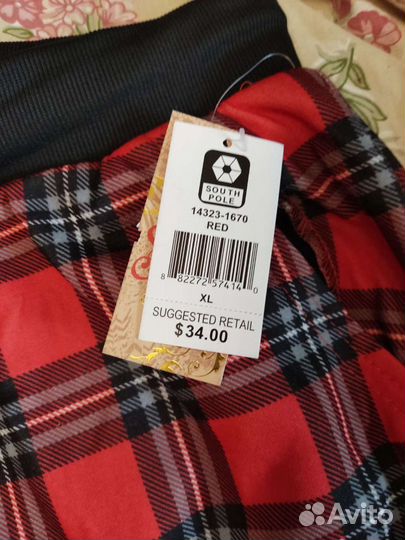 SOUTH
POLE
14323-1670
RED
8 82272 57414 0
XL
SUGGESTED RETAIL
$34.00
Avito